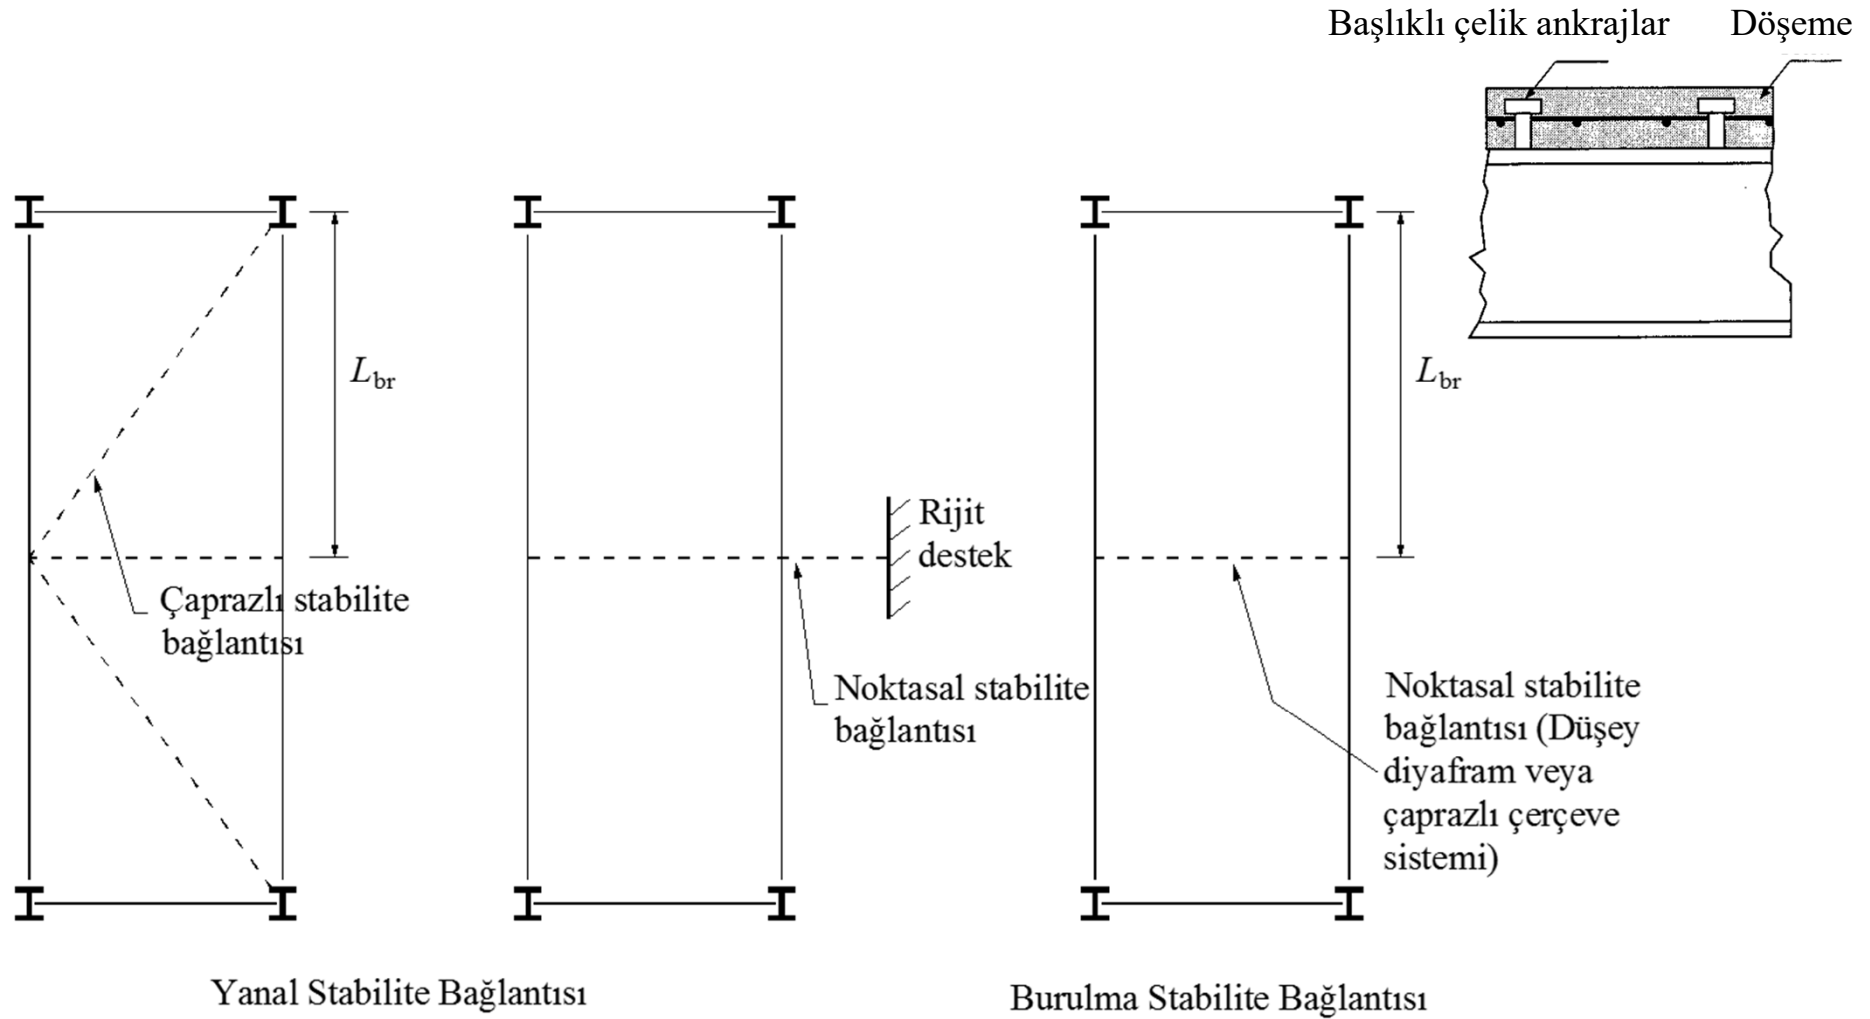 Başlıklı çelik ankrajlar
Döşeme
L_br
Çaprazlı stabilite
bağlantısı
Rijit
destek
Noktasal stabilite
bağlantısı
L_br
Noktasal stabilite
bağlantısı (Düşey
diyafram veya
çaprazlı çerçeve
sistemi)
Yanal Stabilite Bağlantısı
Burulma Stabilite Bağlantısı